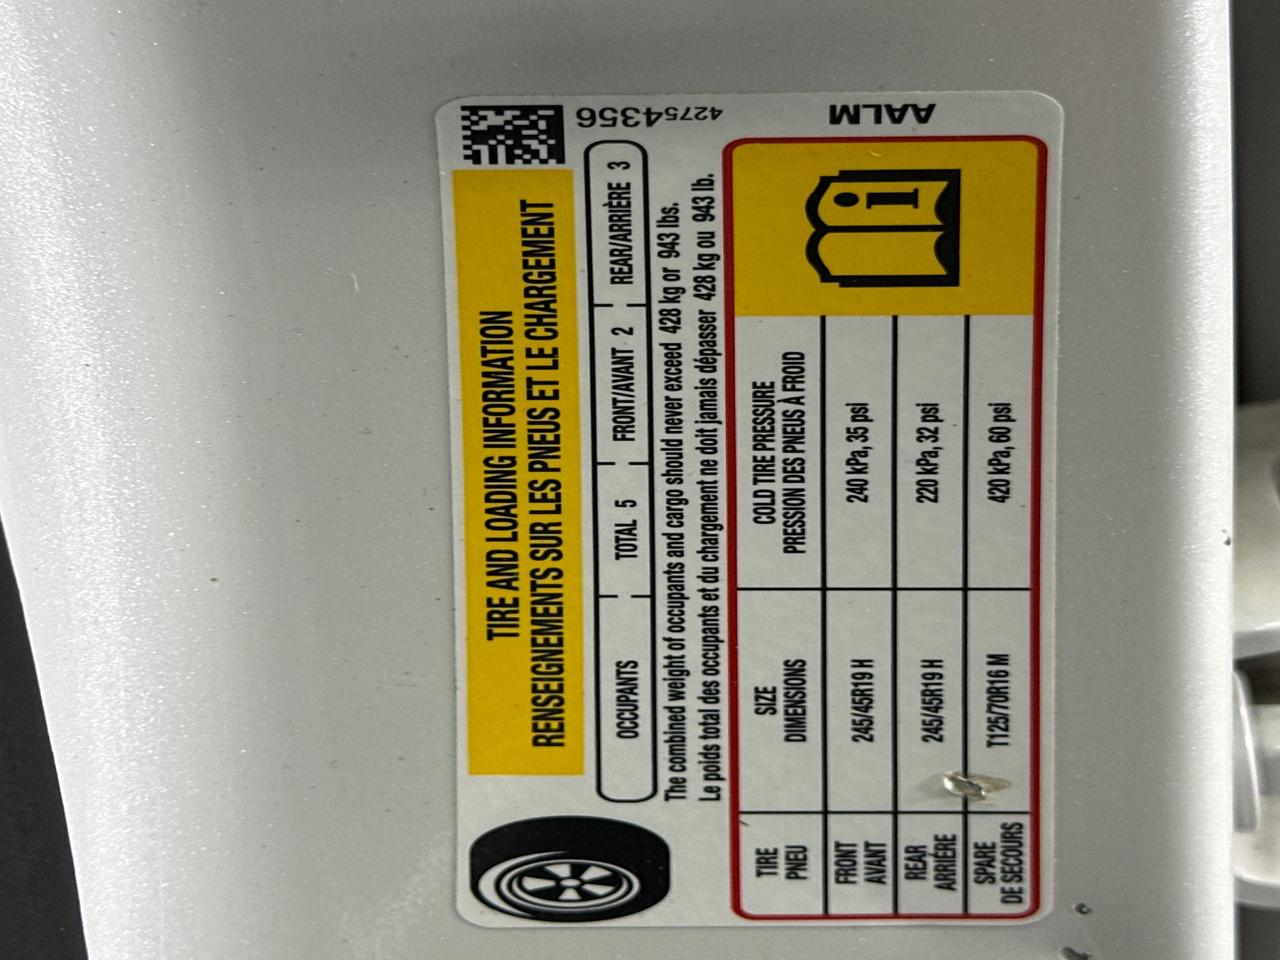 TIRE AND LOADING INFORMATION
RENSEIGNEMENTS SUR LES PNEUS ET LE CHARGEMENT
OCCUPANTS TOTAL 5 FRONT/AVANT 2 REAR/ARRIÈRE 3
The combined weight of occupants and cargo should never exceed 428 kg or 943 lbs.
Le poids total des occupants et du chargement ne doit jamais dépasser 428 kg ou 943 lb.
TIRE SIZE COLD TIRE PRESSURE
PNEU DIMENSIONS PRESSION DES PNEUS À FROID
FRONT 245/45R19 H 240 kPa, 35 psi
AVANT
REAR 245/45R19 H 220 kPa, 32 psi
ARRIÉRE
SPARE T125/70R16 M 420 kPa, 60 psi
DE SECOURS
i
42754356
AALM